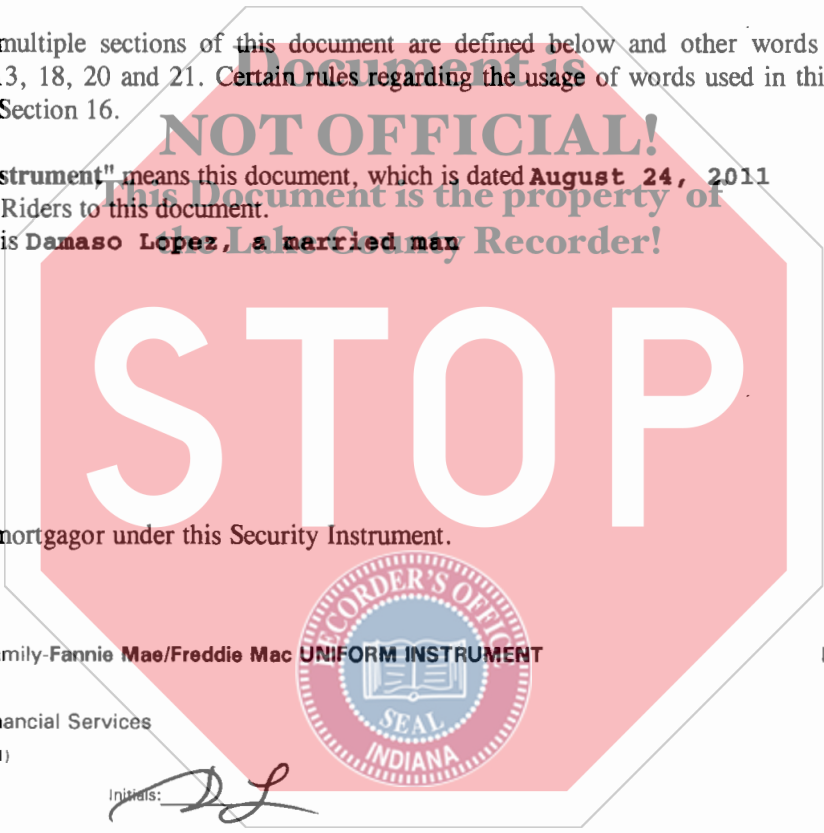 multiple sections of this document are defined below and other words
3, 18, 20 and 21. Certain rules regarding the usage of words used in thi
Section 16.
Document is
NOT OFFICIAL!
This Document is the property of
the Lake County Recorder!
strument" means this document, which is dated August 24, 2011
Riders to this document.
is Damaso Lopez, a married man
STOP
mortgagor under this Security Instrument.
RECORDER'S OFFICE
SEAL
INDIANA
mily-Fannie Mae/Freddie Mac UNIFORM INSTRUMENT
ancial Services
Initials: DL